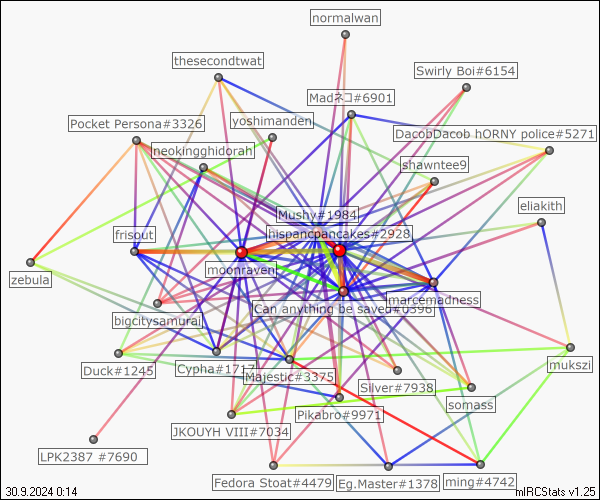 normalwan
thesecondtwat
Swirly Boi#6154
Madネコ#6901
Pocket Persona#3326
yoshimanden
DacobDacob hORNY police#5271
neokingghidorah
shawntee9
eliakith
Mushy#1984
frisout
hispancpancakes#2928
moonraven
zebula
marcemadness
Can anything be saved#0396
bigcitysamurai
Duck#1245
Cypha#1717
Majestic#3375
mukszi
Silver#7938
somass
Pikabro#9971
JKOUYH VIII#7034
LPK2387 #7690
Fedora Stoat#4479
Eg.Master#1378
ming#4742
30.9.2024 0:14
mIRCStats v1.25